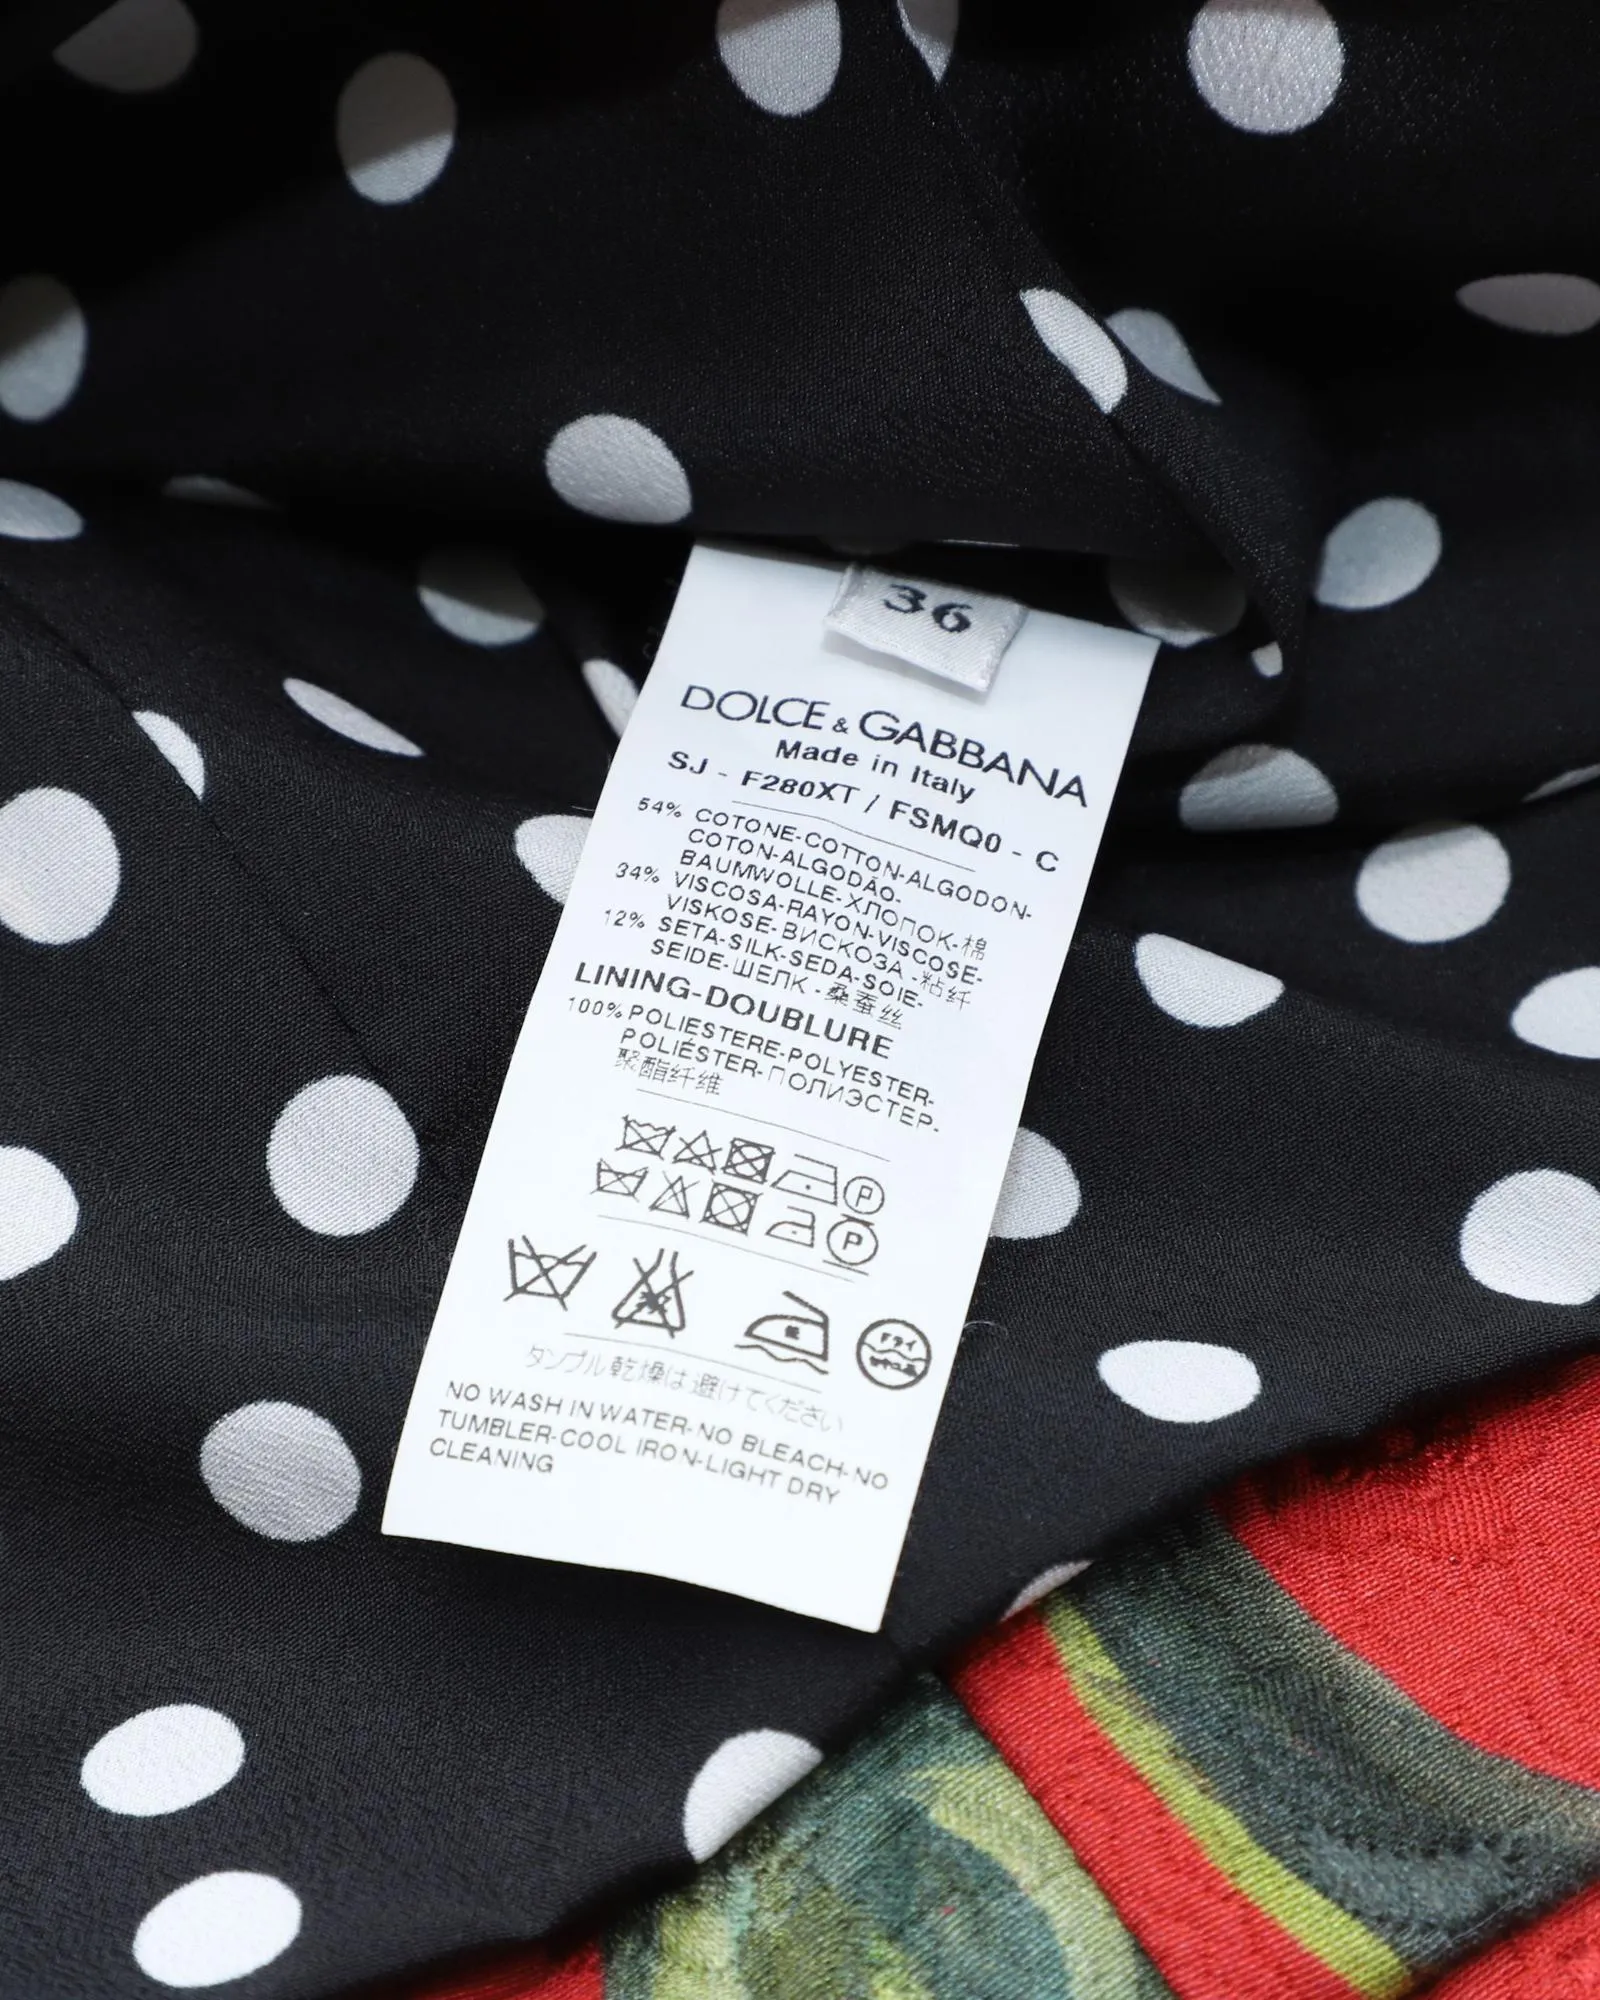 36
DOLCE & GABBANA
Made in Italy
SJ - F280XT / FSMQ0 - C
54% COTONE-COTTON-ALGODON-
COTON-ALGODÃO-
BAUMWOLLE-ХЛОПОК-棉
34% VISCOSA-RAYON-VISCOSE-
VISKOSE-ВИСКОЗА-粘纤
12% SETA-SILK-SEDA-SOIE-
SEIDE-ШЕЛК-桑蚕丝
LINING-DOUBLURE
100% POLIESTERE-POLYESTER-
POLIÉSTER-ПОЛИЭСТЕР-
聚酯纤维
P
P
ドライ
タンブル乾燥は避けてください
NO WASH IN WATER-NO BLEACH-NO
TUMBLER-COOL IRON-LIGHT DRY
CLEANING